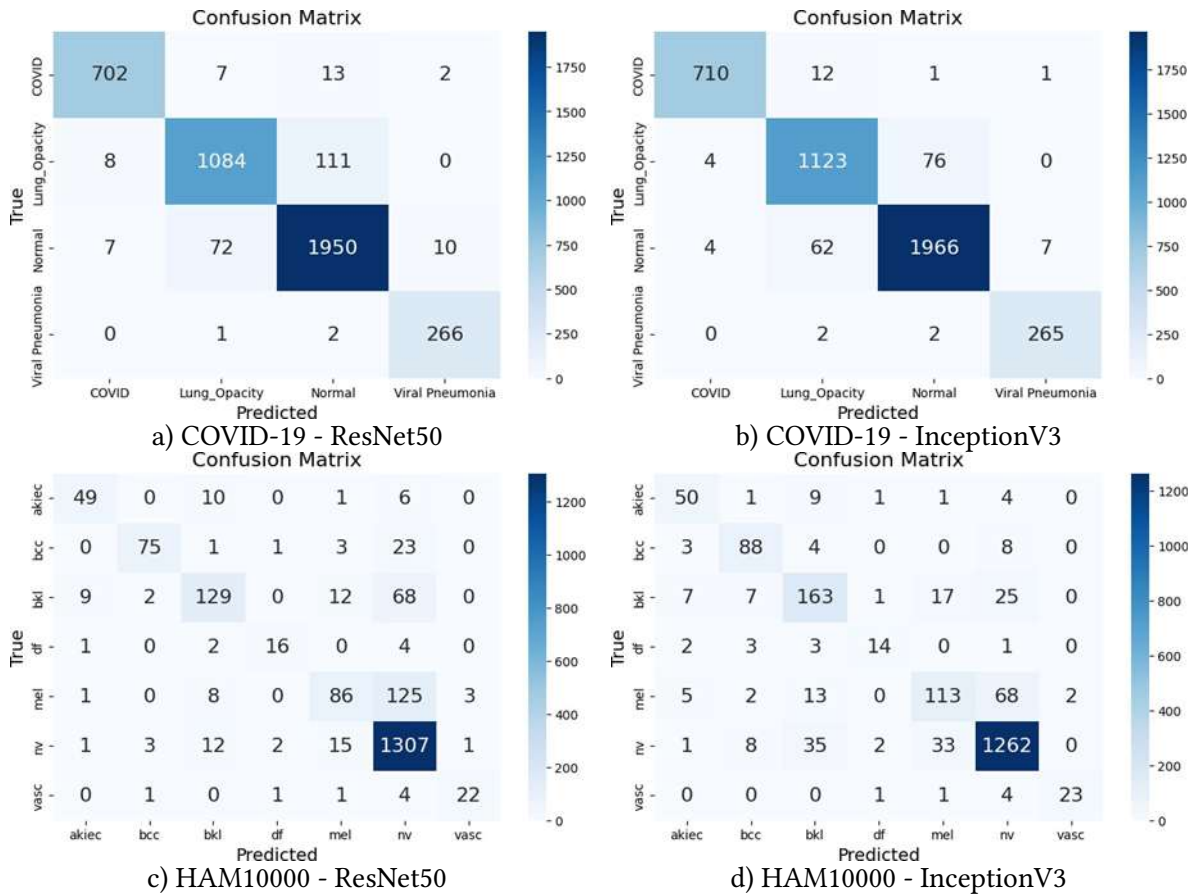 Confusion Matrix
COVID 702 7 13 2
Lung_Opacity 8 1084 111 0
Normal 7 72 1950 10
Viral Pneumonia 0 1 2 266
COVID Lung_Opacity Normal Viral Pneumonia
True
Predicted
1750
1500
1250
1000
750
500
250
0
a) COVID-19 - ResNet50
Confusion Matrix
COVID 710 12 1 1
Lung_Opacity 4 1123 76 0
Normal 4 62 1966 7
Viral Pneumonia 0 2 2 265
COVID Lung_Opacity Normal Viral Pneumonia
True
Predicted
1750
1500
1250
1000
750
500
250
0
b) COVID-19 - InceptionV3
Confusion Matrix
akiec 49 0 10 0 1 6 0
bcc 0 75 1 1 3 23 0
bkl 9 2 129 0 12 68 0
df 1 0 2 16 0 4 0
mel 1 0 8 0 86 125 3
nv 1 3 12 2 15 1307 1
vasc 0 1 0 1 1 4 22
akiec bcc bkl df mel nv vasc
True
Predicted
1200
1000
800
600
400
200
0
c) HAM10000 - ResNet50
Confusion Matrix
akiec 50 1 9 1 1 4 0
bcc 3 88 4 0 0 8 0
bkl 7 7 163 1 17 25 0
df 2 3 3 14 0 1 0
mel 5 2 13 0 113 68 2
nv 1 8 35 2 33 1262 0
vasc 0 0 0 1 1 4 23
akiec bcc bkl df mel nv vasc
True
Predicted
1200
1000
800
600
400
200
0
d) HAM10000 - InceptionV3